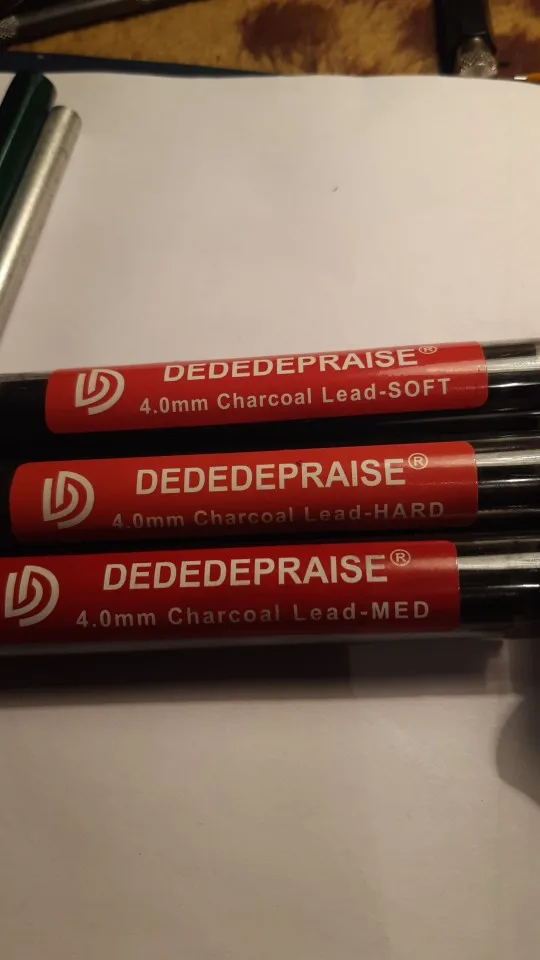 DEDEDEPRAISE®
4.0mm Charcoal Lead-SOFT
DEDEDEPRAISE®
4.0mm Charcoal Lead-HARD
DEDEDEPRAISE®
4.0mm Charcoal Lead-MED